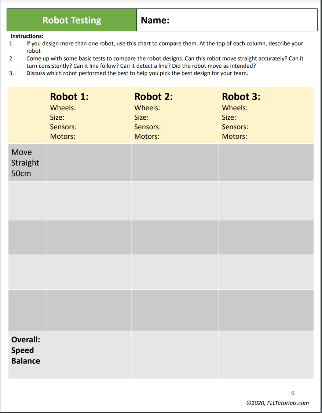 Robot Testing
Name:
Instructions:
1. If you design more than one robot, use this chart to compare them. At the top of each column, describe your
robot
2. Come up with some basic tests to compare the robot designs. Can this robot move straight accurately? Can it
turn consistently? Can it line follow? Can it detect a line? Did the robot move as intended?
3. Discuss which robot performed the best to help you pick the best design for your team.
Robot 1: Robot 2: Robot 3:
Wheels: Wheels: Wheels:
Size: Size: Size:
Sensors: Sensors: Sensors:
Motors: Motors: Motors:
Move
Straight
50cm
Overall:
Speed
Balance
9
©2020, FLLTutorials.com